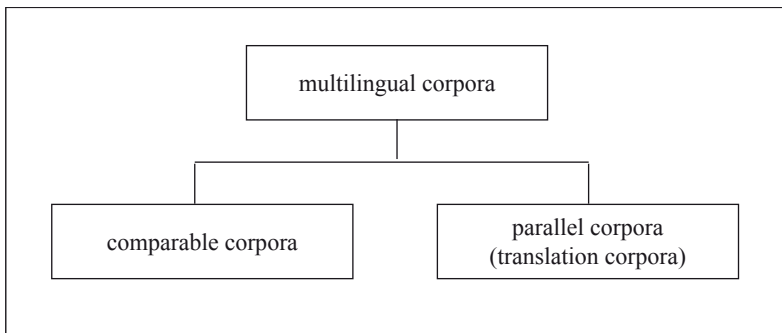 multilingual corpora
comparable corpora
parallel corpora
(translation corpora)